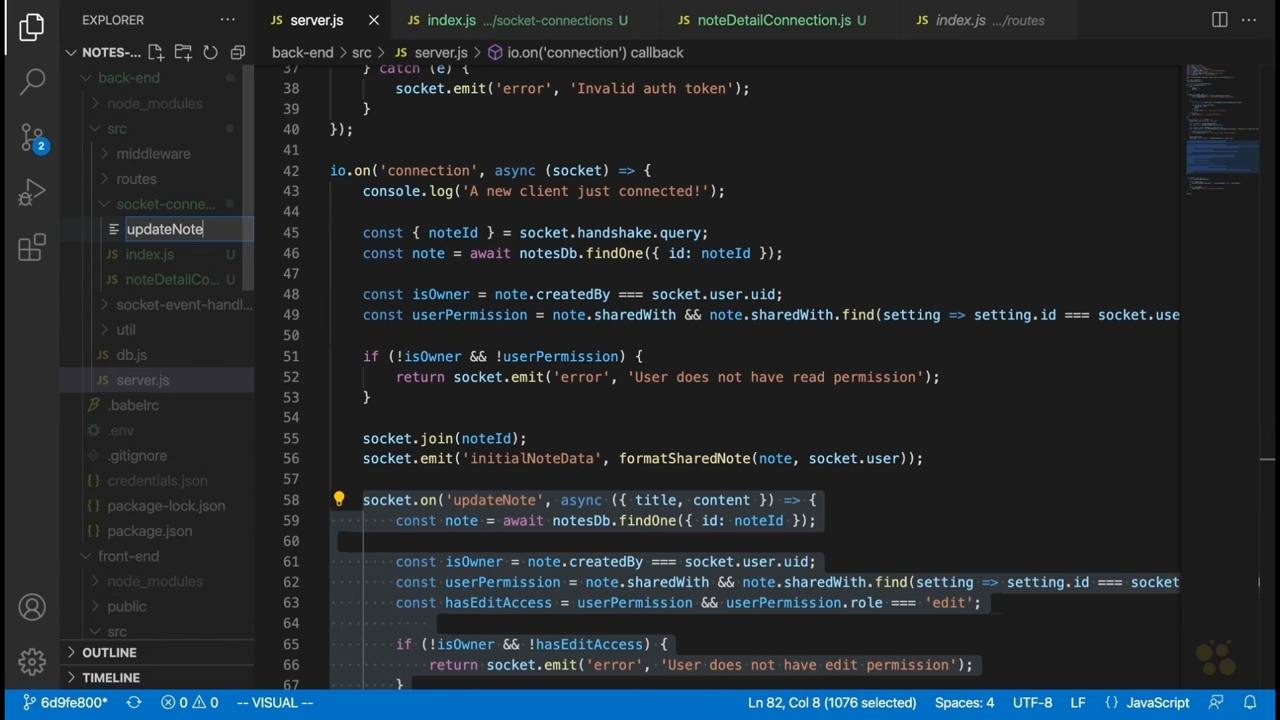 EXPLORER
server.js
index.js .../socket-connections U
noteDetailConnection.js U
index.js .../routes
NOTES-...
back-end > src > JS server.js > io.on('connection') callback
back-end
node_modules
src
middleware
routes
socket-conne...
updateNote
JS index.js U
JS noteDetailCo... U
socket-event-handl...
util
JS db.js
JS server.js
.babelrc
.env
.gitignore
package-lock.json
package.json
front-end
node_modules
public
src
OUTLINE
TIMELINE
2
37 } catch (e) {
38 socket.emit('error', 'Invalid auth token');
39 }
40 });
41
42 io.on('connection', async (socket) => {
43 console.log('A new client just connected!');
44
45 const { noteId } = socket.handshake.query;
46 const note = await notesDb.findOne({ id: noteId });
47
48 const isOwner = note.createdBy === socket.user.uid;
49 const userPermission = note.sharedWith && note.sharedWith.find(setting => setting.id === socket.use
50
51 if (!isOwner && !userPermission) {
52 return socket.emit('error', 'User does not have read permission');
53 }
54
55 socket.join(noteId);
56 socket.emit('initialNoteData', formatSharedNote(note, socket.user));
57
58 socket.on('updateNote', async ({ title, content }) => {
59 const note = await notesDb.findOne({ id: noteId });
60
61 const isOwner = note.createdBy === socket.user.uid;
62 const userPermission = note.sharedWith && note.sharedWith.find(setting => setting.id === socket
63 const hasEditAccess = userPermission && userPermission.role === 'edit';
64
65 if (!isOwner && !hasEditAccess) {
66 return socket.emit('error', 'User does not have edit permission');
67 }
6d9fe800* 0 0 -- VISUAL -- Ln 82, Col 8 (1076 selected) Spaces: 4 UTF-8 LF {} JavaScript